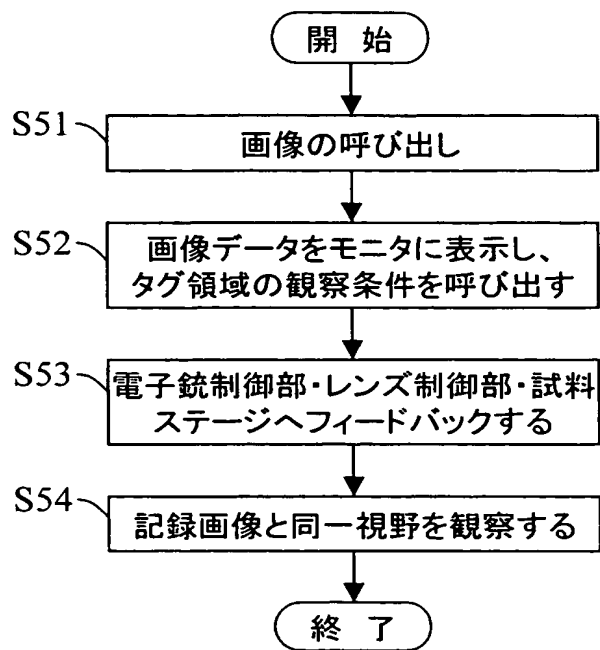 開 始
S51
画像の呼び出し
S52
画像データをモニタに表示し、
タグ領域の観察条件を呼び出す
S53
電子銃制御部・レンズ制御部・試料
ステージへフィードバックする
S54
記録画像と同一視野を観察する
終 了